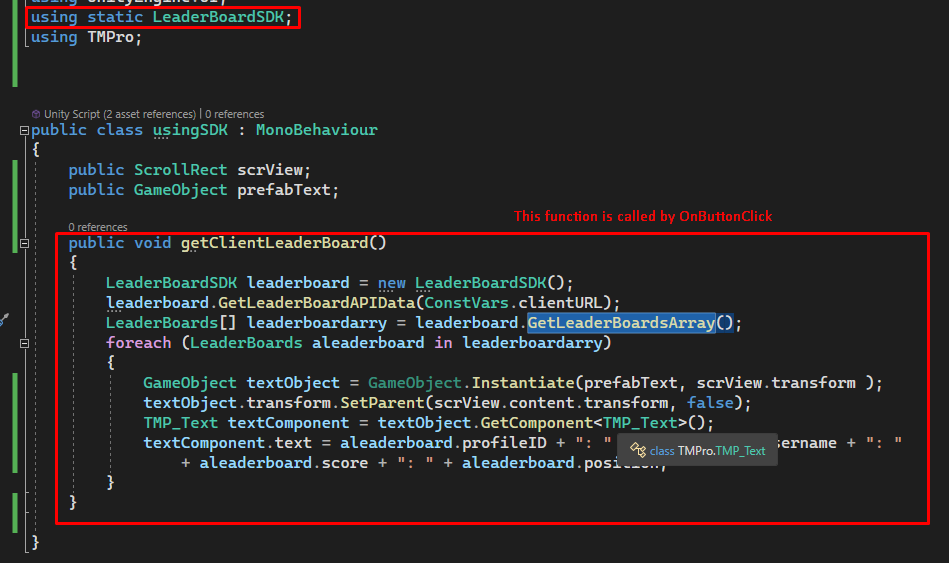 using static LeaderBoardSDK;
using TMPro;
Unity Script (2 asset references) | 0 references
public class usingSDK : MonoBehaviour
{
public ScrollRect scrView;
public GameObject prefabText;
This function is called by OnButtonClick
0 references
public void getClientLeaderBoard()
{
LeaderBoardSDK leaderboard = new LeaderBoardSDK();
leaderboard.GetLeaderBoardAPIData(ConstVars.clientURL);
LeaderBoards[] leaderboardarry = leaderboard.GetLeaderBoardsArray();
foreach (LeaderBoards aleaderboard in leaderboardarry)
{
GameObject textObject = GameObject.Instantiate(prefabText, scrView.transform );
textObject.transform.SetParent(scrView.content.transform, false);
TMP_Text textComponent = textObject.GetComponent<TMP_Text>();
textComponent.text = aleaderboard.profileID + ": " sername + ": "
class TMPro.TMP_Text
+ aleaderboard.score + ": " + aleaderboard.position;
}
}
}